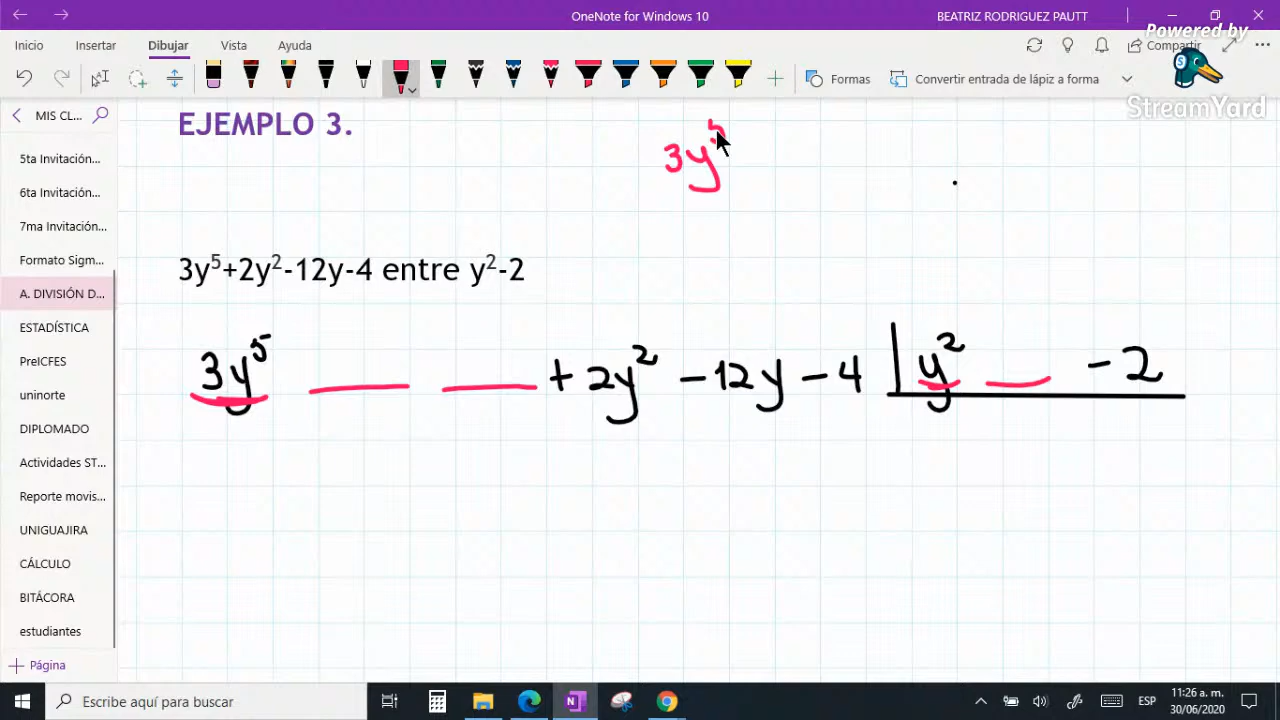 OneNote for Windows 10
BEATRIZ RODRIGUEZ PAUTT
Powered by
StreamYard
Inicio Insertar Dibujar Vista Ayuda Compartir
Formas Convertir entrada de lápiz a forma
MIS CL...
5ta Invitación...
6ta Invitación...
7ma Invitación...
Formato Sigm...
A. DIVISIÓN D...
ESTADÍSTICA
PreICFES
uninorte
DIPLOMADO
Actividades ST...
Reporte movis...
UNIGUAJIRA
CÁLCULO
BITÁCORA
estudiantes
Página
EJEMPLO 3.
3y⁵
3y⁵+2y²-12y-4 entre y²-2
3y⁵ __ __ + 2y² - 12y - 4 | y² __ - 2
Escribe aquí para buscar
ESP
11:26 a. m.
30/06/2020